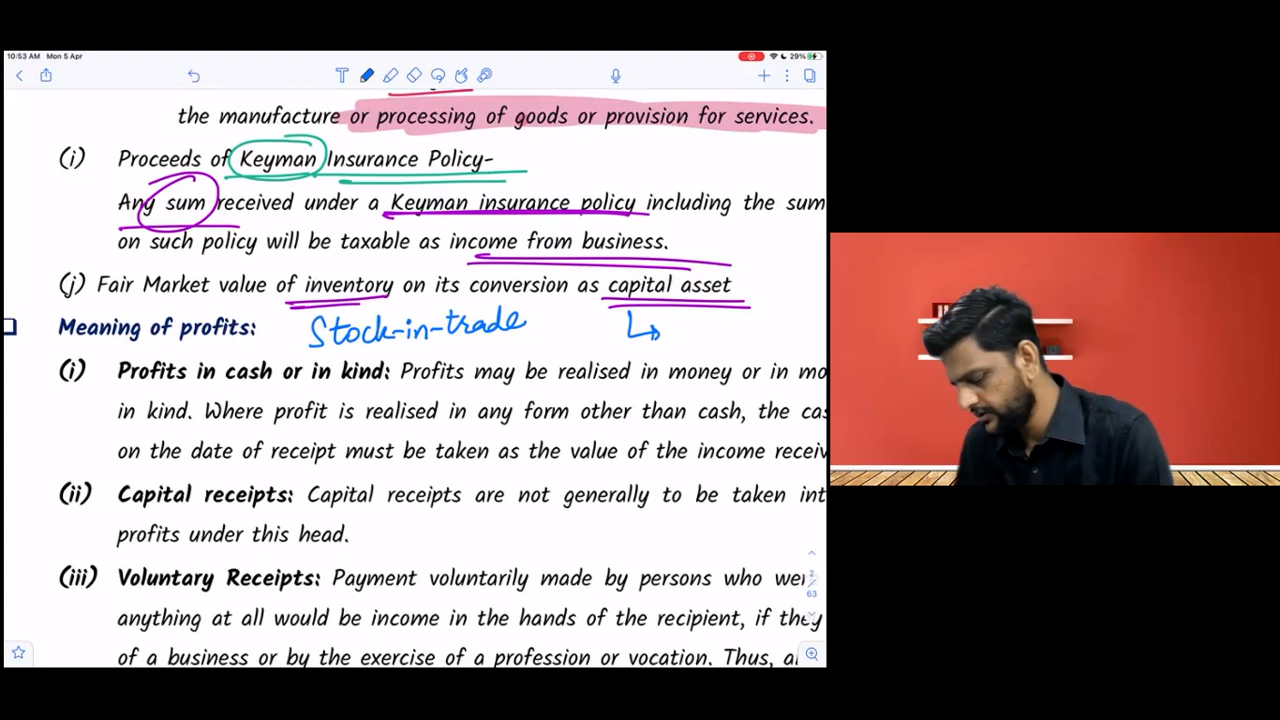 10:53 AM Mon 5 Apr 29%
the manufacture or processing of goods or provision for services.
(i) Proceeds of Keyman Insurance Policy-
Any sum received under a Keyman insurance policy including the sum
on such policy will be taxable as income from business.
(j) Fair Market value of inventory on its conversion as capital asset
Meaning of profits: Stock-in-trade
(i) Profits in cash or in kind: Profits may be realised in money or in mo
in kind. Where profit is realised in any form other than cash, the cas
on the date of receipt must be taken as the value of the income receiv
(ii) Capital receipts: Capital receipts are not generally to be taken int
profits under this head.
2
63
(iii) Voluntary Receipts: Payment voluntarily made by persons who wer
anything at all would be income in the hands of the recipient, if they
of a business or by the exercise of a profession or vocation. Thus, a